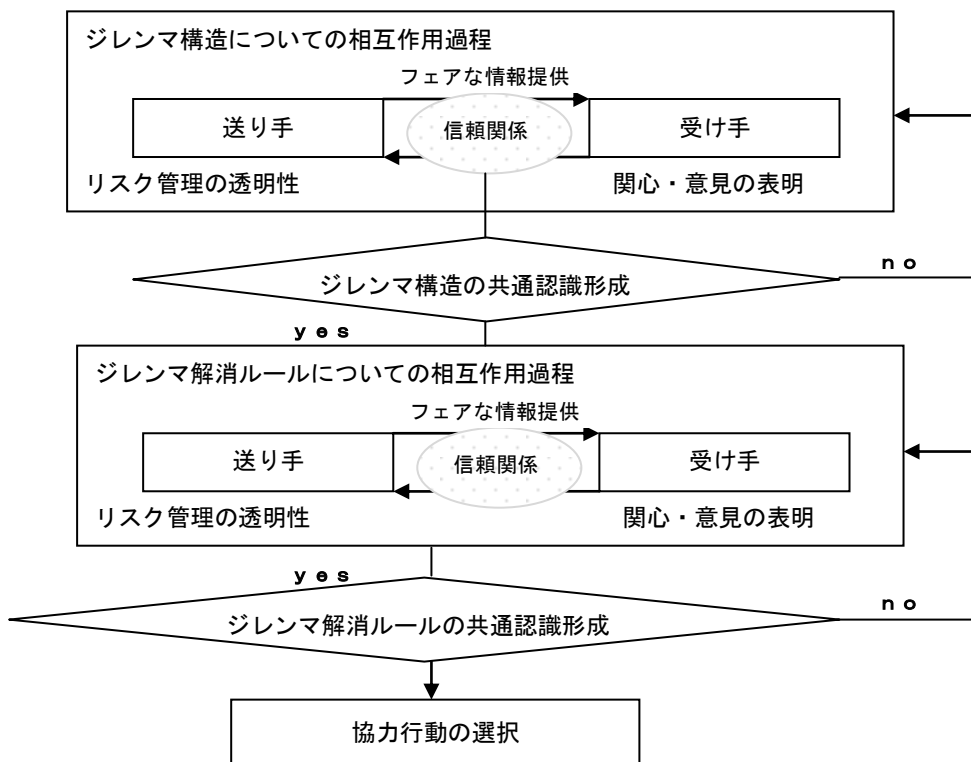 ジレンマ構造についての相互作用過程
フェアな情報提供
送り手
信頼関係
受け手
リスク管理の透明性
関心・意見の表明
ｎｏ
ジレンマ構造の共通認識形成
ｙｅｓ
ジレンマ解消ルールについての相互作用過程
フェアな情報提供
送り手
信頼関係
受け手
リスク管理の透明性
関心・意見の表明
ｙｅｓ
ｎｏ
ジレンマ解消ルールの共通認識形成
協力行動の選択